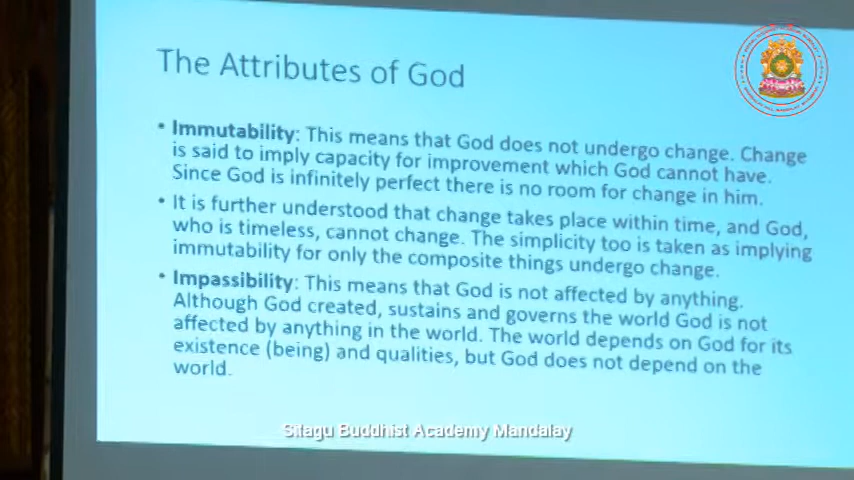 The Attributes of God
• Immutability: This means that God does not undergo change. Change
is said to imply capacity for improvement which God cannot have.
Since God is infinitely perfect there is no room for change in him.
• It is further understood that change takes place within time, and God,
who is timeless, cannot change. The simplicity too is taken as implying
immutability for only the composite things undergo change.
• Impassibility: This means that God is not affected by anything.
Although God created, sustains and governs the world God is not
affected by anything in the world. The world depends on God for its
existence (being) and qualities, but God does not depend on the
world.
Sitagu Buddhist Academy Mandalay